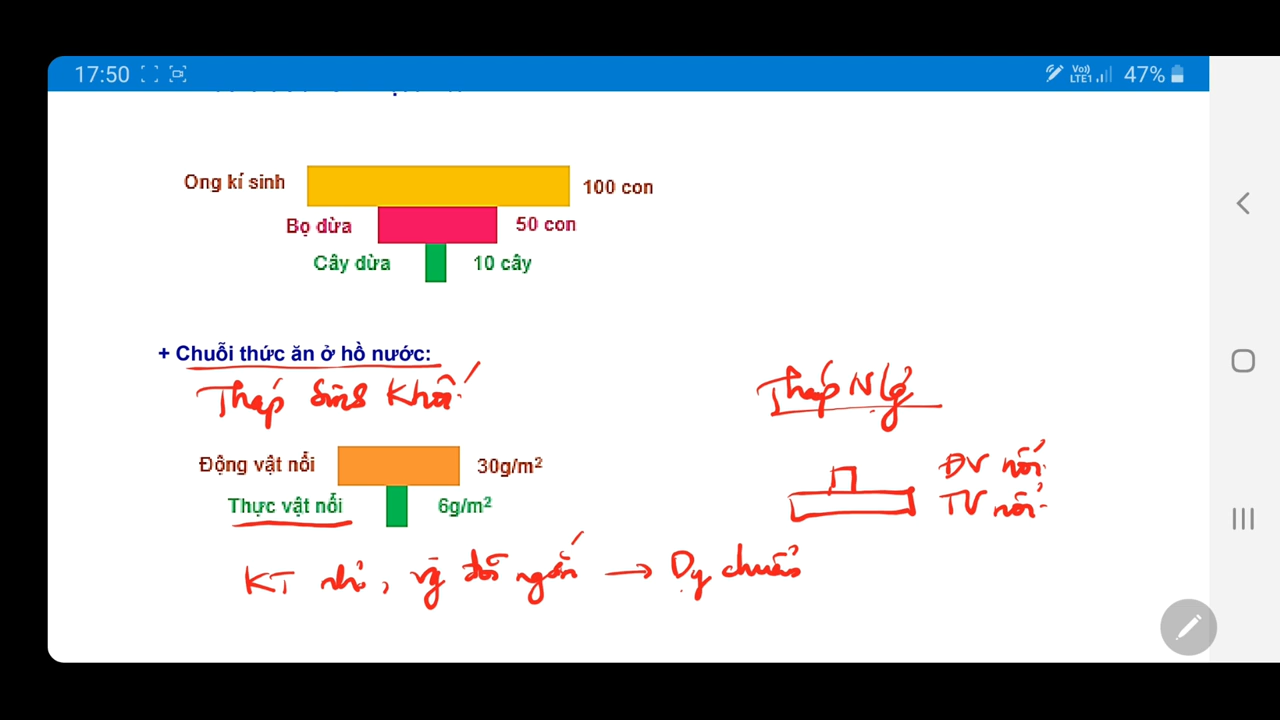 17:50
Vo)) LTE1 47%
Ong kí sinh 100 con
Bọ dừa 50 con
Cây dừa 10 cây
+ Chuỗi thức ăn ở hồ nước:
Tháp sinh khối
Tháp NLg
Động vật nổi 30g/m²
ĐV nổi
Thực vật nổi 6g/m²
TV nổi
KT nhỏ, vg đời ngắn →